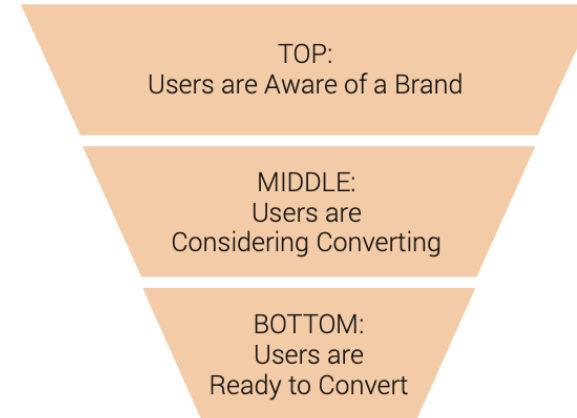 TOP:
Users are Aware of a Brand
MIDDLE:
Users are
Considering Converting
BOTTOM:
Users are
Ready to Convert